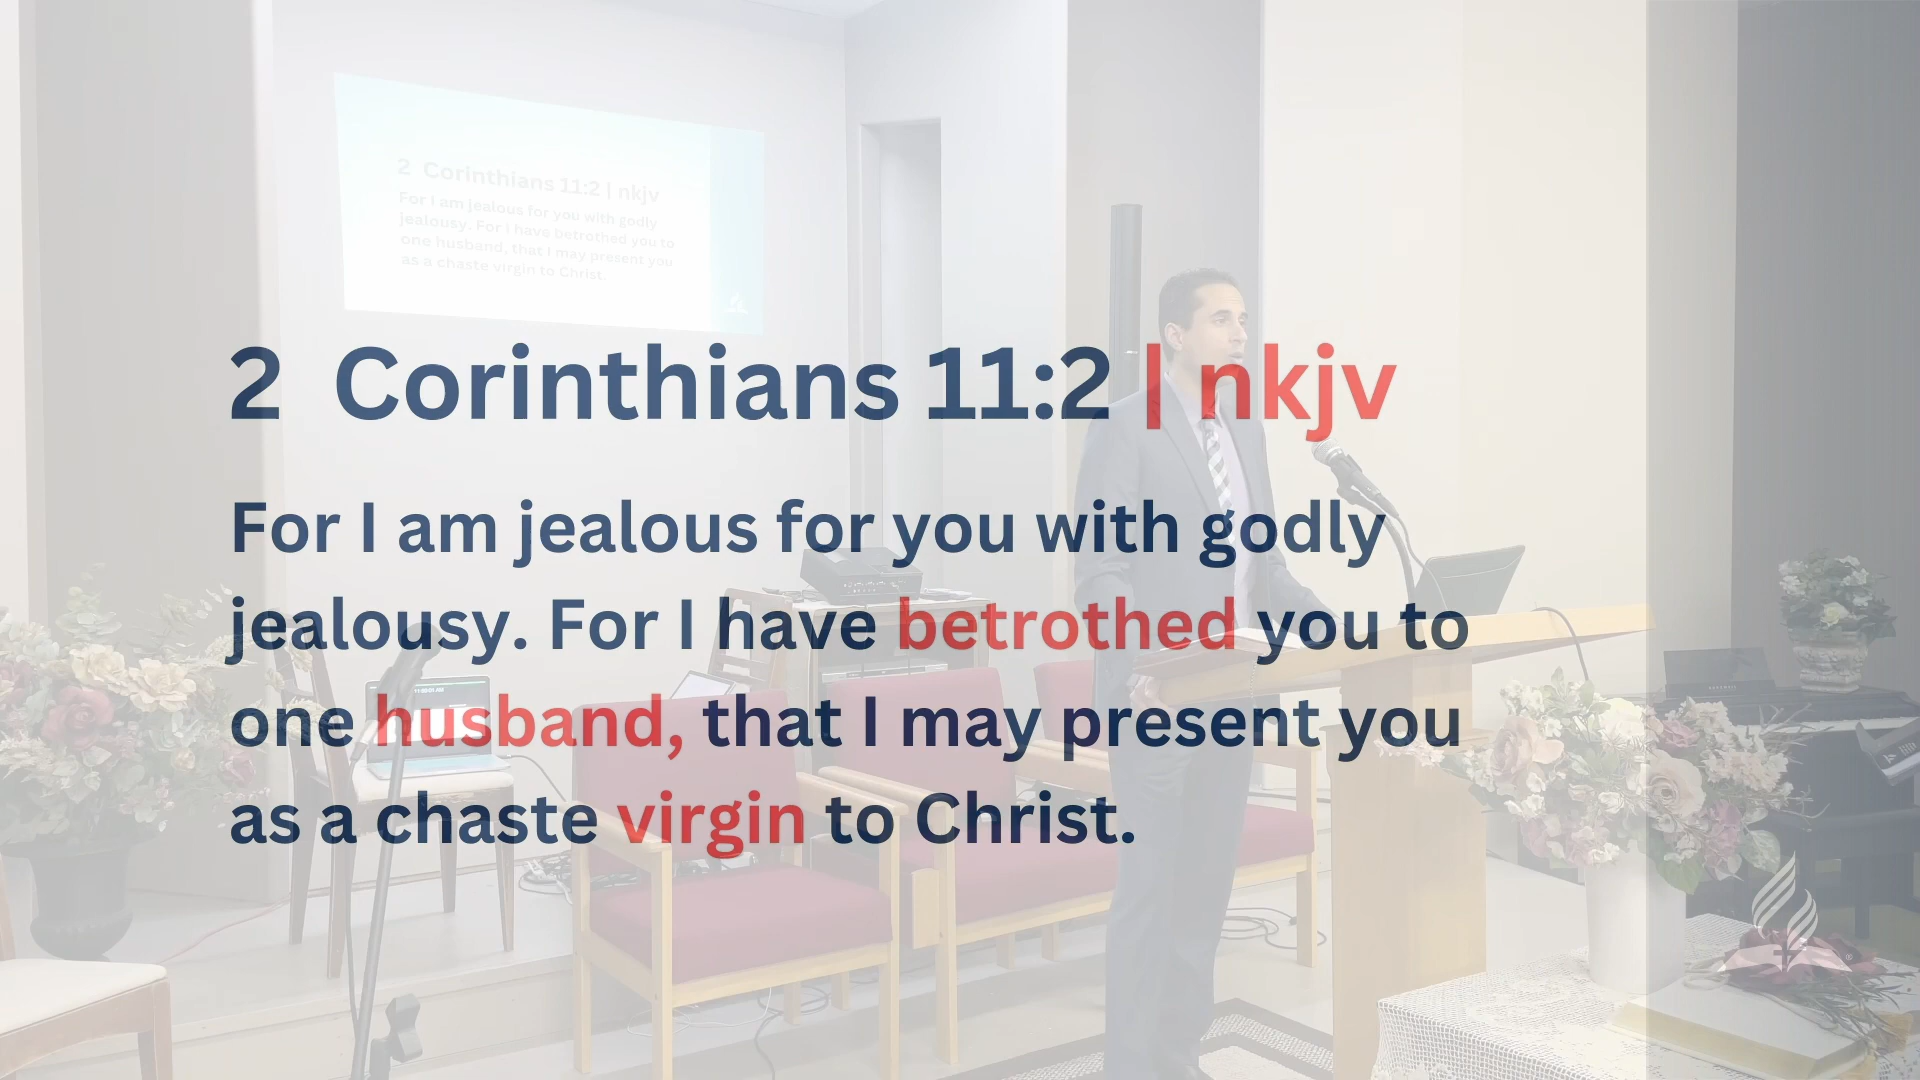 2 Corinthians 11:2 | nkjv
For I am jealous for you with godly
jealousy. For I have betrothed you to
one husband, that I may present you
as a chaste virgin to Christ.
2 Corinthians 11:2 | nkjv
For I am jealous for you with godly
jealousy. For I have betrothed you to
one husband, that I may present you
as a chaste virgin to Christ.